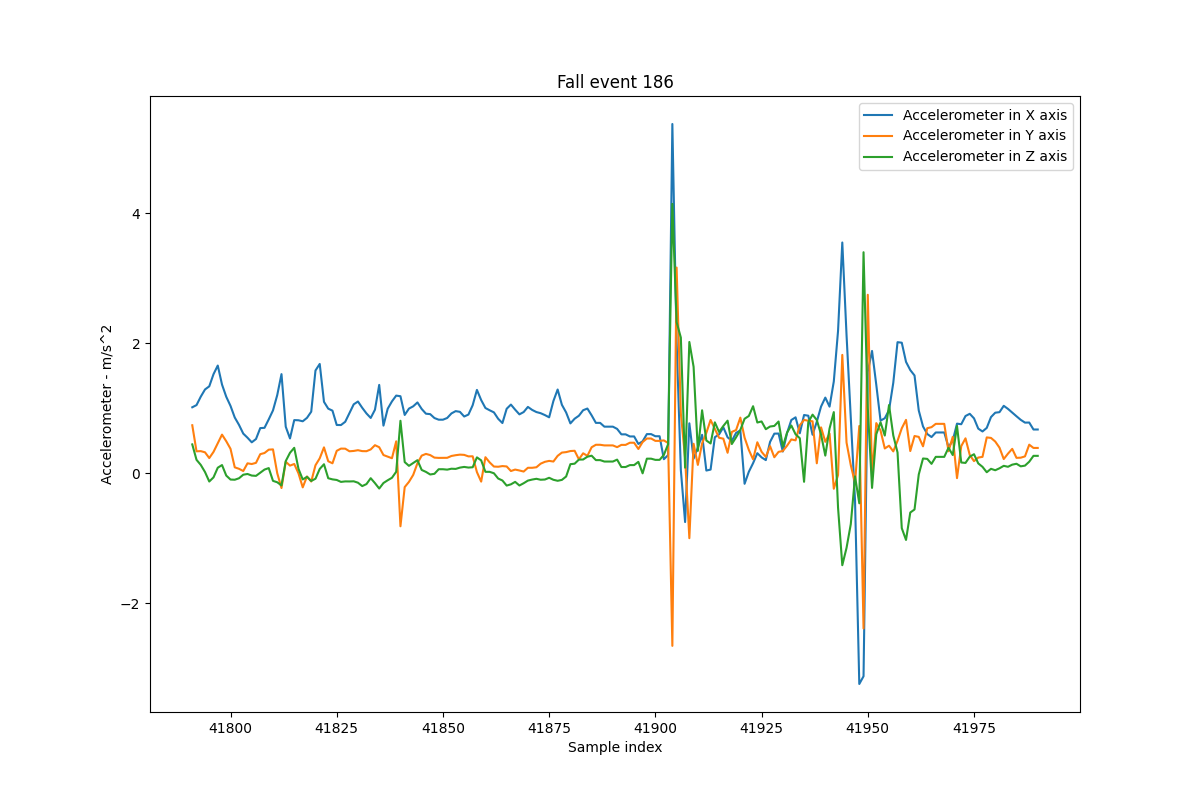 Fall event 186
Accelerometer in X axis
Accelerometer in Y axis
Accelerometer in Z axis
Accelerometer - m/s^2
4
2
0
−2
41800 41825 41850 41875 41900 41925 41950 41975
Sample index